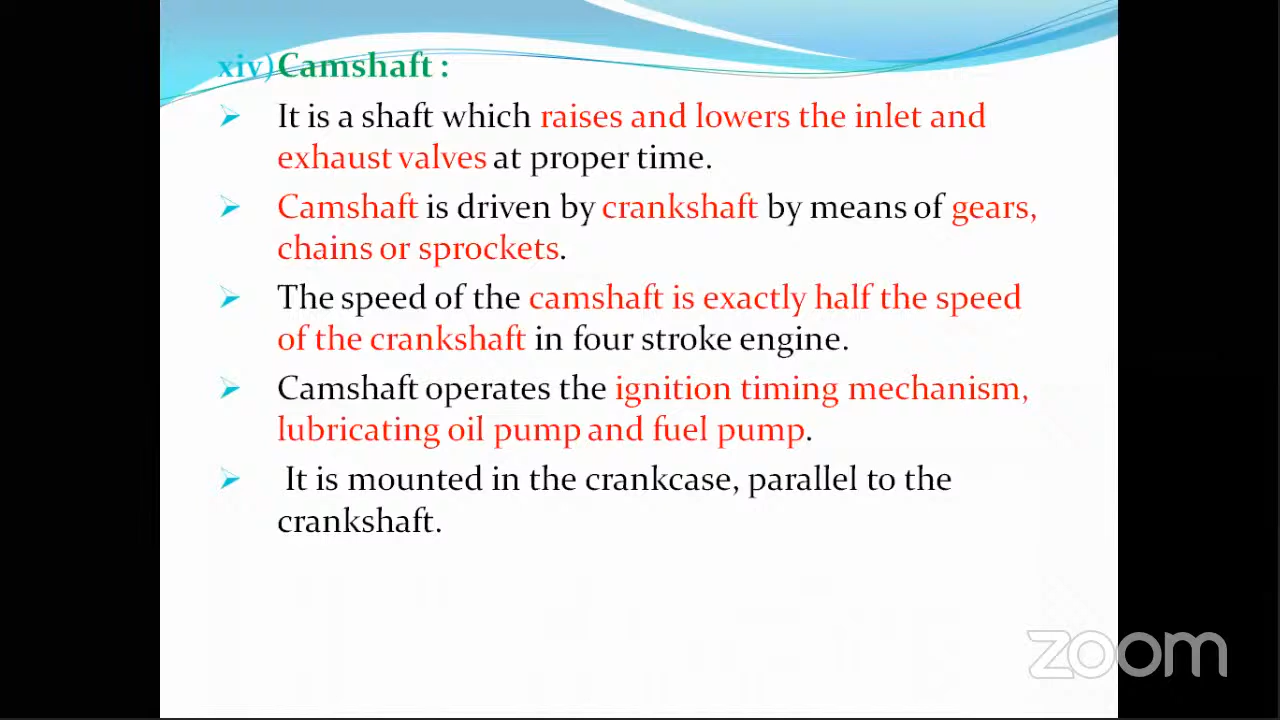 xiv) Camshaft :
➢ It is a shaft which raises and lowers the inlet and
exhaust valves at proper time.
➢ Camshaft is driven by crankshaft by means of gears,
chains or sprockets.
➢ The speed of the camshaft is exactly half the speed
of the crankshaft in four stroke engine.
➢ Camshaft operates the ignition timing mechanism,
lubricating oil pump and fuel pump.
➢ It is mounted in the crankcase, parallel to the
crankshaft.
zoom